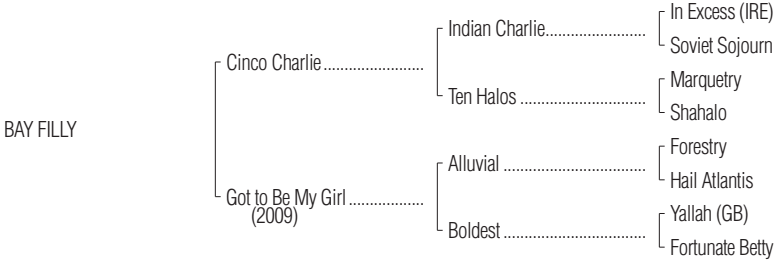 In Excess (IRE)
Indian Charlie.......................
Soviet Sojourn
Cinco Charlie.......................
Marquetry
Ten Halos .............................
Shahalo
BAY FILLY
Forestry
Alluvial .................................
Hail Atlantis
Got to Be My Girl .................
(2009)
Yallah (GB)
Boldest .................................
Fortunate Betty